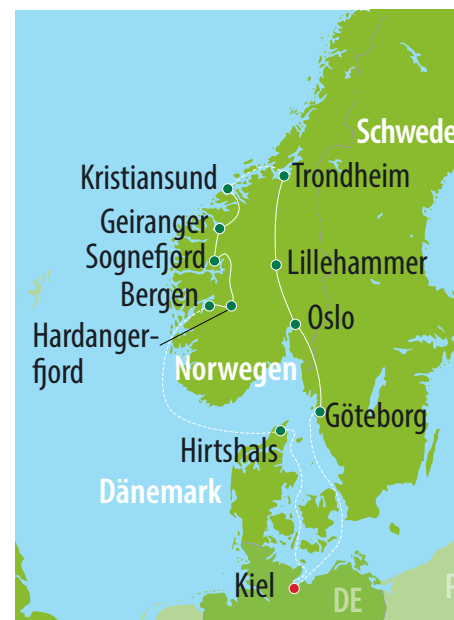 Schwede
Kristiansund
Trondheim
Geiranger
Sognefjord
Lillehammer
Bergen
Oslo
Hardanger-
fjord
Norwegen
Göteborg
Hirtshals
Dänemark
Kiel
DE